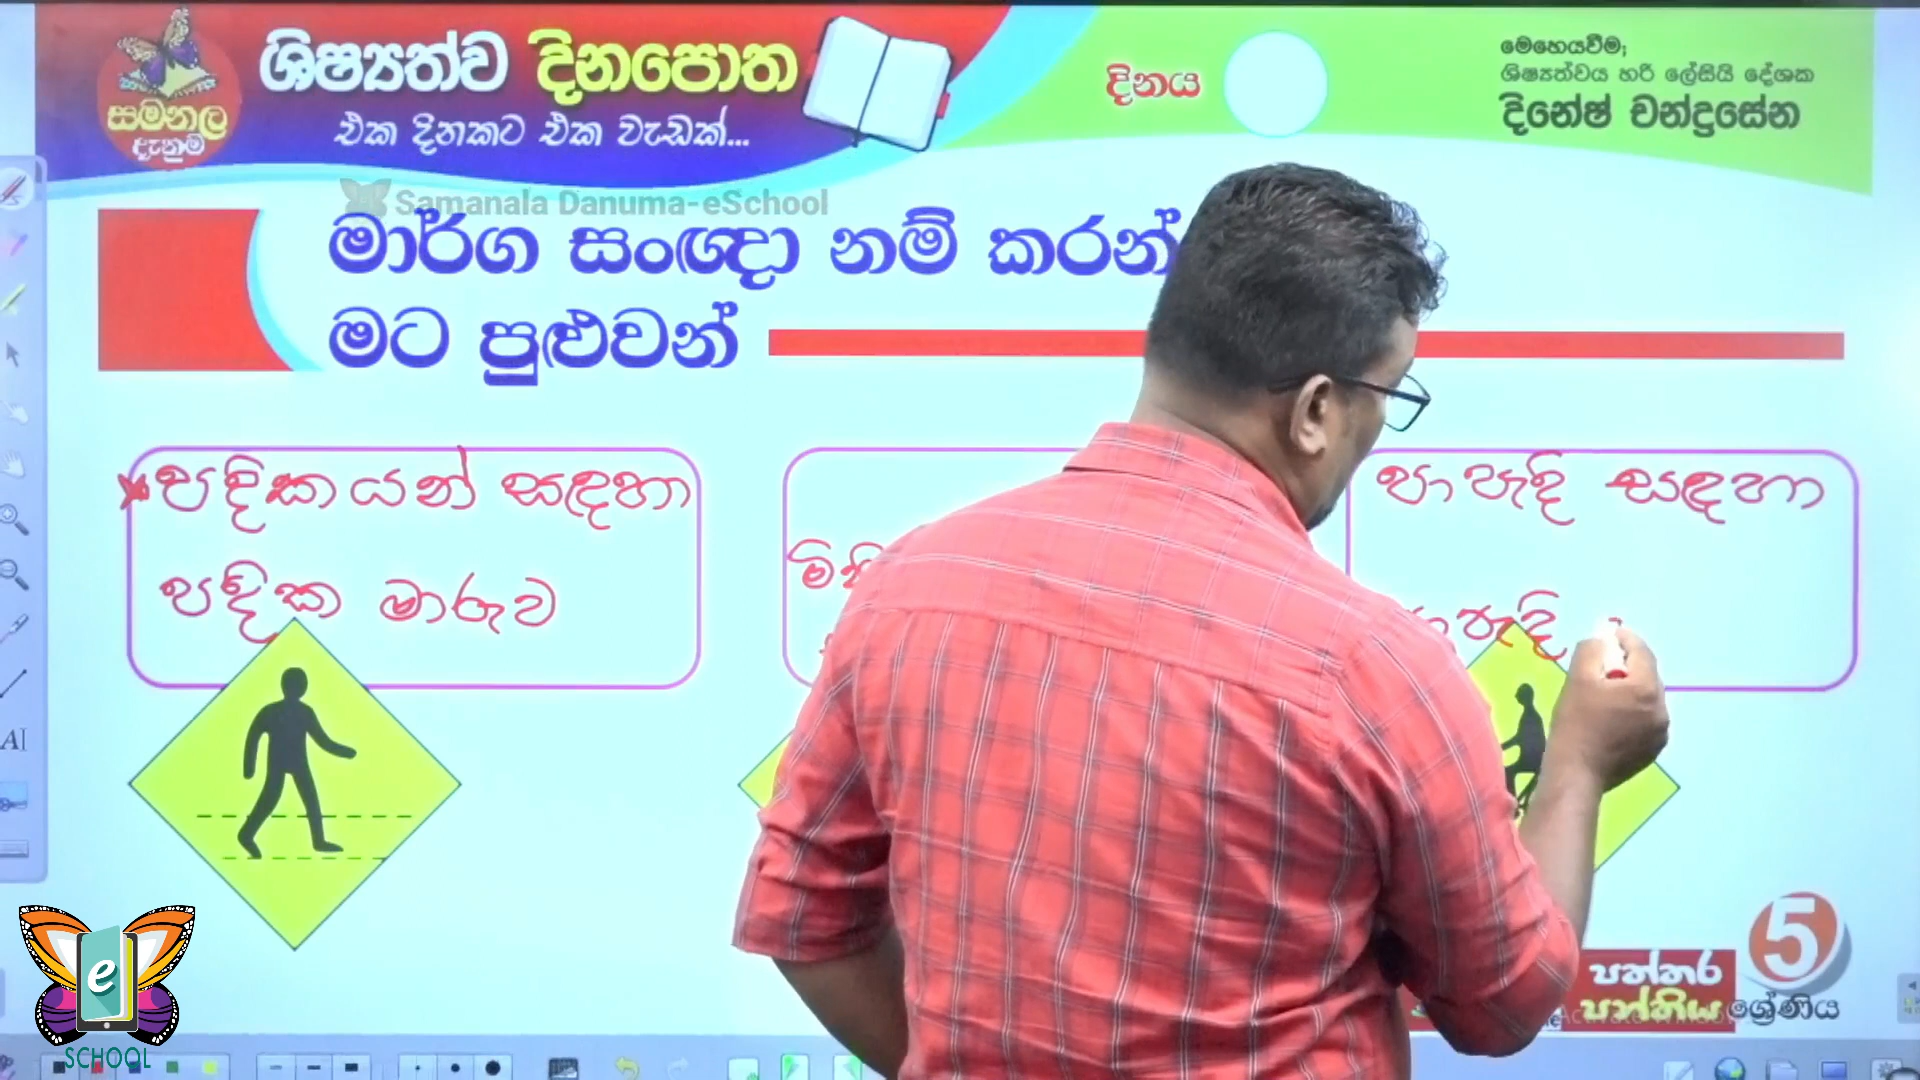 සමනල
දැනුම
ශිෂ්‍යත්ව දිනපොත
එක දිනකට එක වැඩක්...
දිනය
මෙහෙයවීම;
ශිෂ්‍යත්වය හරි ලේසියි දේශක
දිනේෂ් චන්ද්‍රසේන
Samanala Danuma-eSchool
මාර්ග සංඥා නම් කරන්
මට පුළුවන්
පදිකයන් සඳහා
පදික මාරුව
පා පැදි සඳහා
පැදි
5
පත්තර
පන්තිය ශ්‍රේණිය
e
SCHOOL